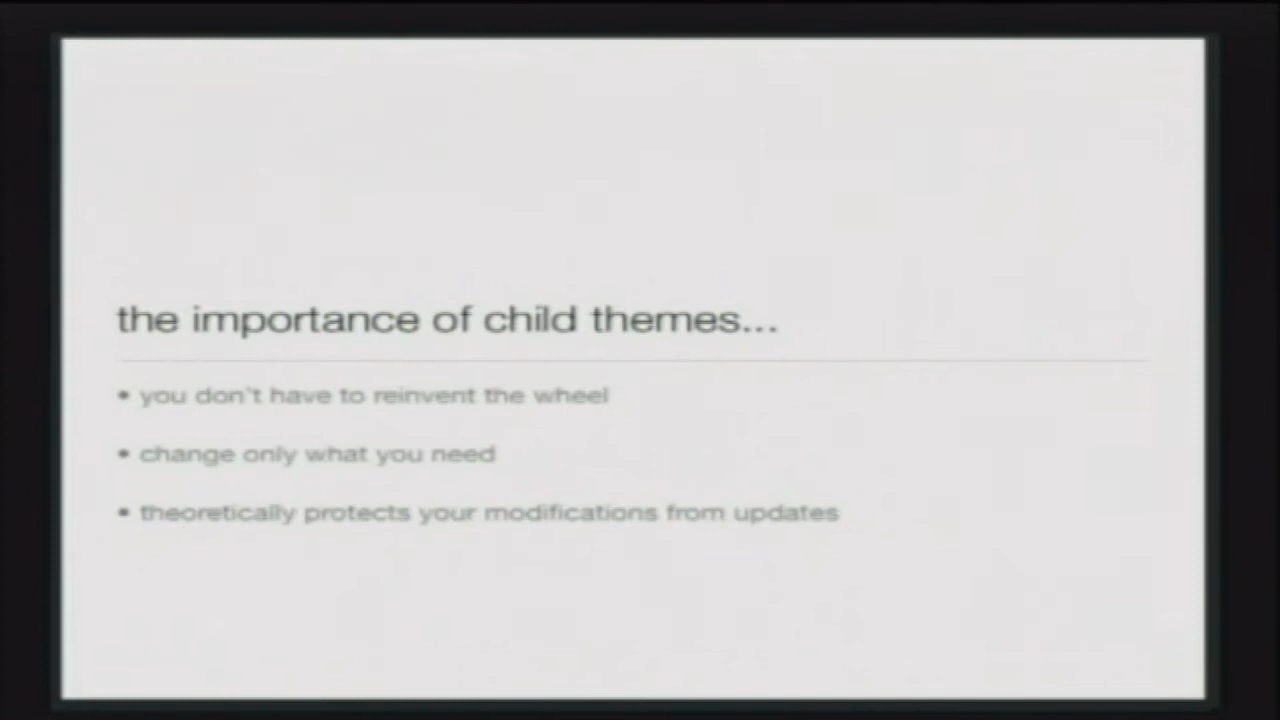 the importance of child themes...
• you don't have to reinvent the wheel
• change only what you need
• theoretically protects your modifications from updates